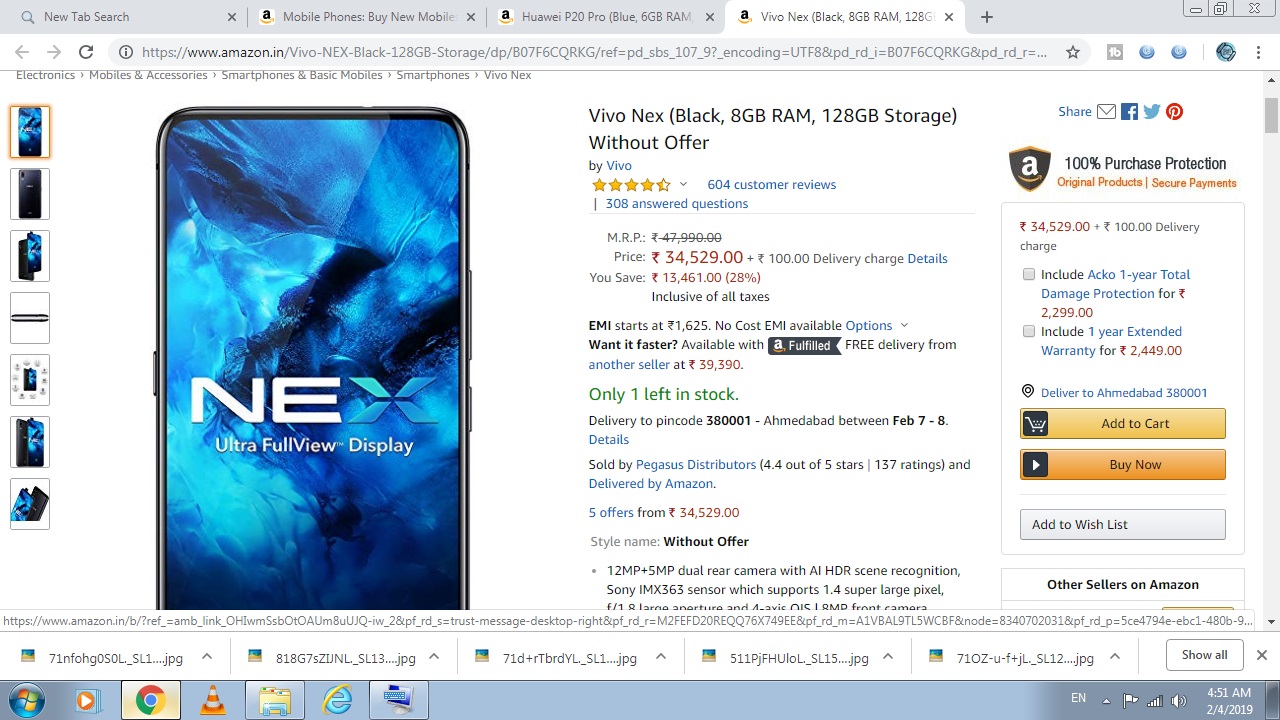 New Tab Search
Mobile Phones: Buy New Mobile
Huawei P20 Pro (Blue, 6GB RAM,
Vivo Nex (Black, 8GB RAM, 128G
https://www.amazon.in/Vivo-NEX-Black-128GB-Storage/dp/B07F6CQRKG/ref=pd_sbs_107_9?_encoding=UTF8&pd_rd_i=B07F6CQRKG&pd_rd_r=...
Electronics › Mobiles & Accessories › Smartphones & Basic Mobiles › Smartphones › Vivo Nex
NEX
Ultra FullView™ Display
Vivo Nex (Black, 8GB RAM, 128GB Storage)
Without Offer
by Vivo
604 customer reviews
| 308 answered questions
M.R.P.: ₹ 47,990.00
Price: ₹ 34,529.00 + ₹ 100.00 Delivery charge Details
You Save: ₹ 13,461.00 (28%)
Inclusive of all taxes
EMI starts at ₹1,625. No Cost EMI available Options
Want it faster? Available with a Fulfilled FREE delivery from
another seller at ₹ 39,390.
Only 1 left in stock.
Delivery to pincode 380001 - Ahmedabad between Feb 7 - 8.
Details
Sold by Pegasus Distributors (4.4 out of 5 stars | 137 ratings) and
Delivered by Amazon.
5 offers from ₹ 34,529.00
Style name: Without Offer
• 12MP+5MP dual rear camera with AI HDR scene recognition,
Sony IMX363 sensor which supports 1.4 super large pixel,
f/1.8 large aperture and 4-axis OIS | 8MP front camera
Share
100% Purchase Protection
Original Products | Secure Payments
₹ 34,529.00 + ₹ 100.00 Delivery
charge
Include Acko 1-year Total
Damage Protection for ₹
2,299.00
Include 1 year Extended
Warranty for ₹ 2,449.00
Deliver to Ahmedabad 380001
Add to Cart
Buy Now
Add to Wish List
Other Sellers on Amazon
https://www.amazon.in/b/?ref_=amb_link_OHIwmSsbOtOAUm8uUJQ-iw_2&pf_rd_s=trust-message-desktop-right&pf_rd_r=M2FEFD20REQQ76X749EE&pf_rd_m=A1VBAL9TL5WCBF&node=8340702031&pf_rd_p=5ce4794e-ebc1-480b-9...
71nfohg0S0L._SL1....jpg
818G7sZIJNL._SL13....jpg
71d+rTbrdYL._SL1....jpg
511PjFHUloL._SL15....jpg
71OZ-u-f+jL._SL12....jpg
Show all
EN
4:51 AM
2/4/2019